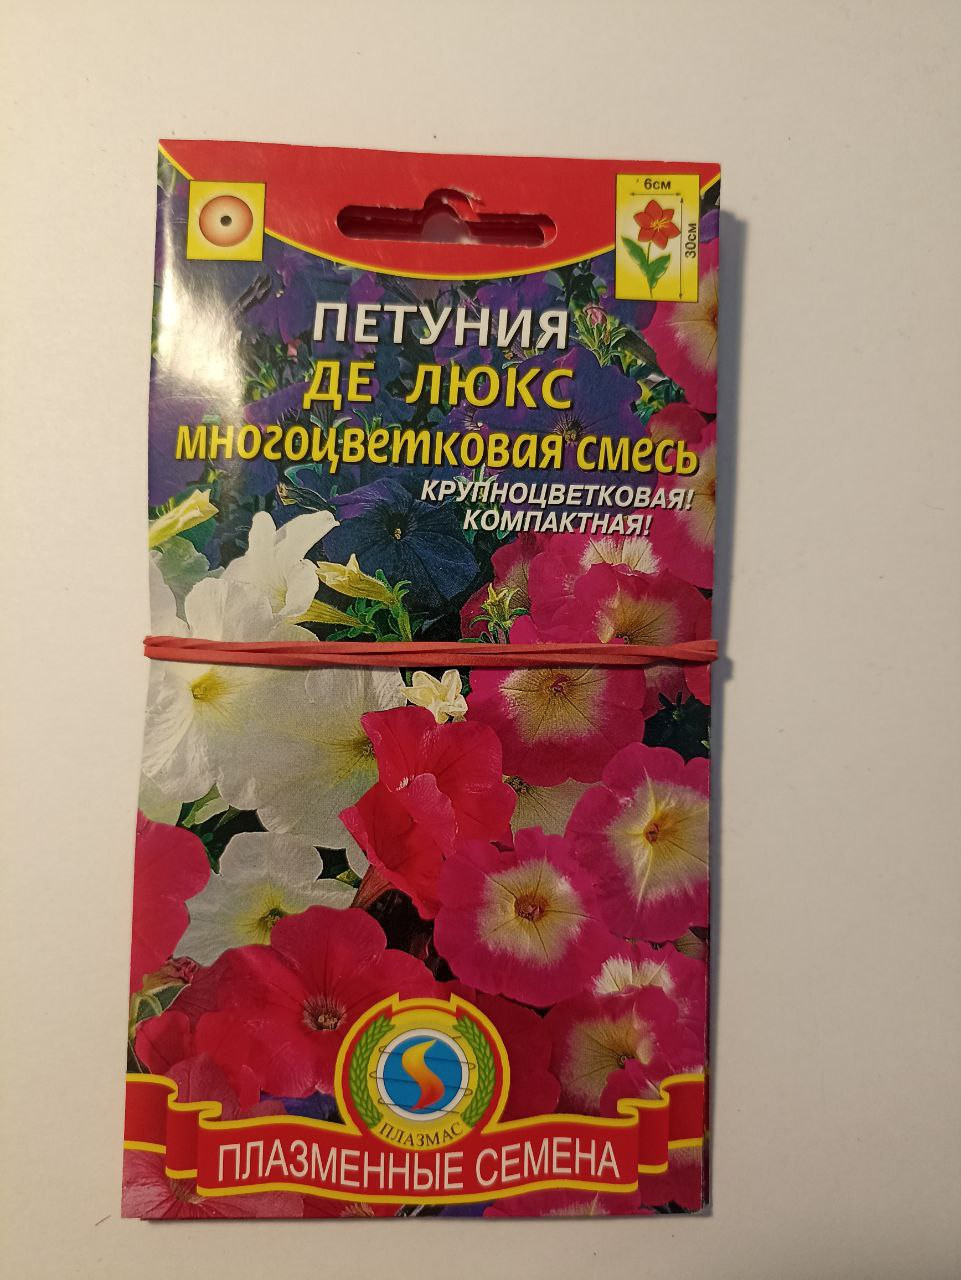 6см
30см
ПЕТУНИЯ
ДЕ ЛЮКС
многоцветковая смесь
КРУПНОЦВЕТКОВАЯ!
КОМПАКТНАЯ!
ПЛАЗМАС
ПЛАЗМЕННЫЕ СЕМЕНА